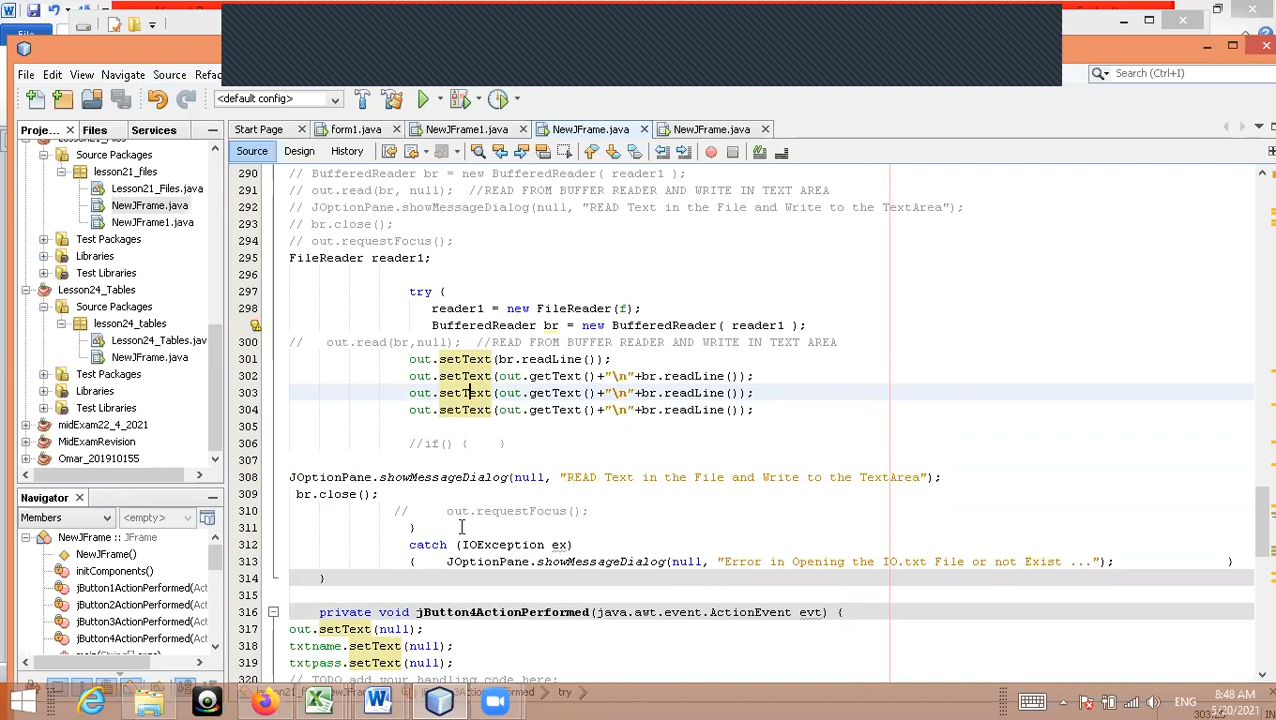 File
Edit View Navigate Source Refac
Search (Ctrl+I)
<default config>
Proje... Files Services
Start Page form1.java NewJFrame1.java NewJFrame.java NewJFrame.java
Source Design History
Source Packages
lesson21_files
Lesson21_Files.java
NewJFrame.java
NewJFrame1.java
Test Packages
Libraries
Test Libraries
Lesson24_Tables
Source Packages
lesson24_tables
Lesson24_Tables.jav
NewJFrame.java
Test Packages
Libraries
Test Libraries
midExam22_4_2021
MidExamRevision
Omar_201910155
Navigator
Members <empty>
NewJFrame :: JFrame
NewJFrame()
initComponents()
jButton1ActionPerformed(Act
jButton2ActionPerformed(Act
jButton3ActionPerformed(Act
jButton4ActionPerformed(Act
290 // BufferedReader br = new BufferedReader( reader1 );
291 // out.read(br, null); //READ FROM BUFFER READER AND WRITE IN TEXT AREA
292 // JOptionPane.showMessageDialog(null, "READ Text in the File and Write to the TextArea");
293 // br.close();
294 // out.requestFocus();
295 FileReader reader1;
296
297 try {
298 reader1 = new FileReader(f);
BufferedReader br = new BufferedReader( reader1 );
300 // out.read(br,null); //READ FROM BUFFER READER AND WRITE IN TEXT AREA
301 out.setText(br.readLine());
302 out.setText(out.getText()+"\n"+br.readLine());
303 out.setText(out.getText()+"\n"+br.readLine());
304 out.setText(out.getText()+"\n"+br.readLine());
305
306 //if() { }
307
308 JOptionPane.showMessageDialog(null, "READ Text in the File and Write to the TextArea");
309 br.close();
310 // out.requestFocus();
311 }
312 catch (IOException ex)
313 { JOptionPane.showMessageDialog(null, "Error in Opening the IO.txt File or not Exist ..."); }
314 }
315
316 private void jButton4ActionPerformed(java.awt.event.ActionEvent evt) {
317 out.setText(null);
318 txtname.setText(null);
319 txtpass.setText(null);
320 // TODO add your handling code here:
ENG
8:48 AM
5/20/2021